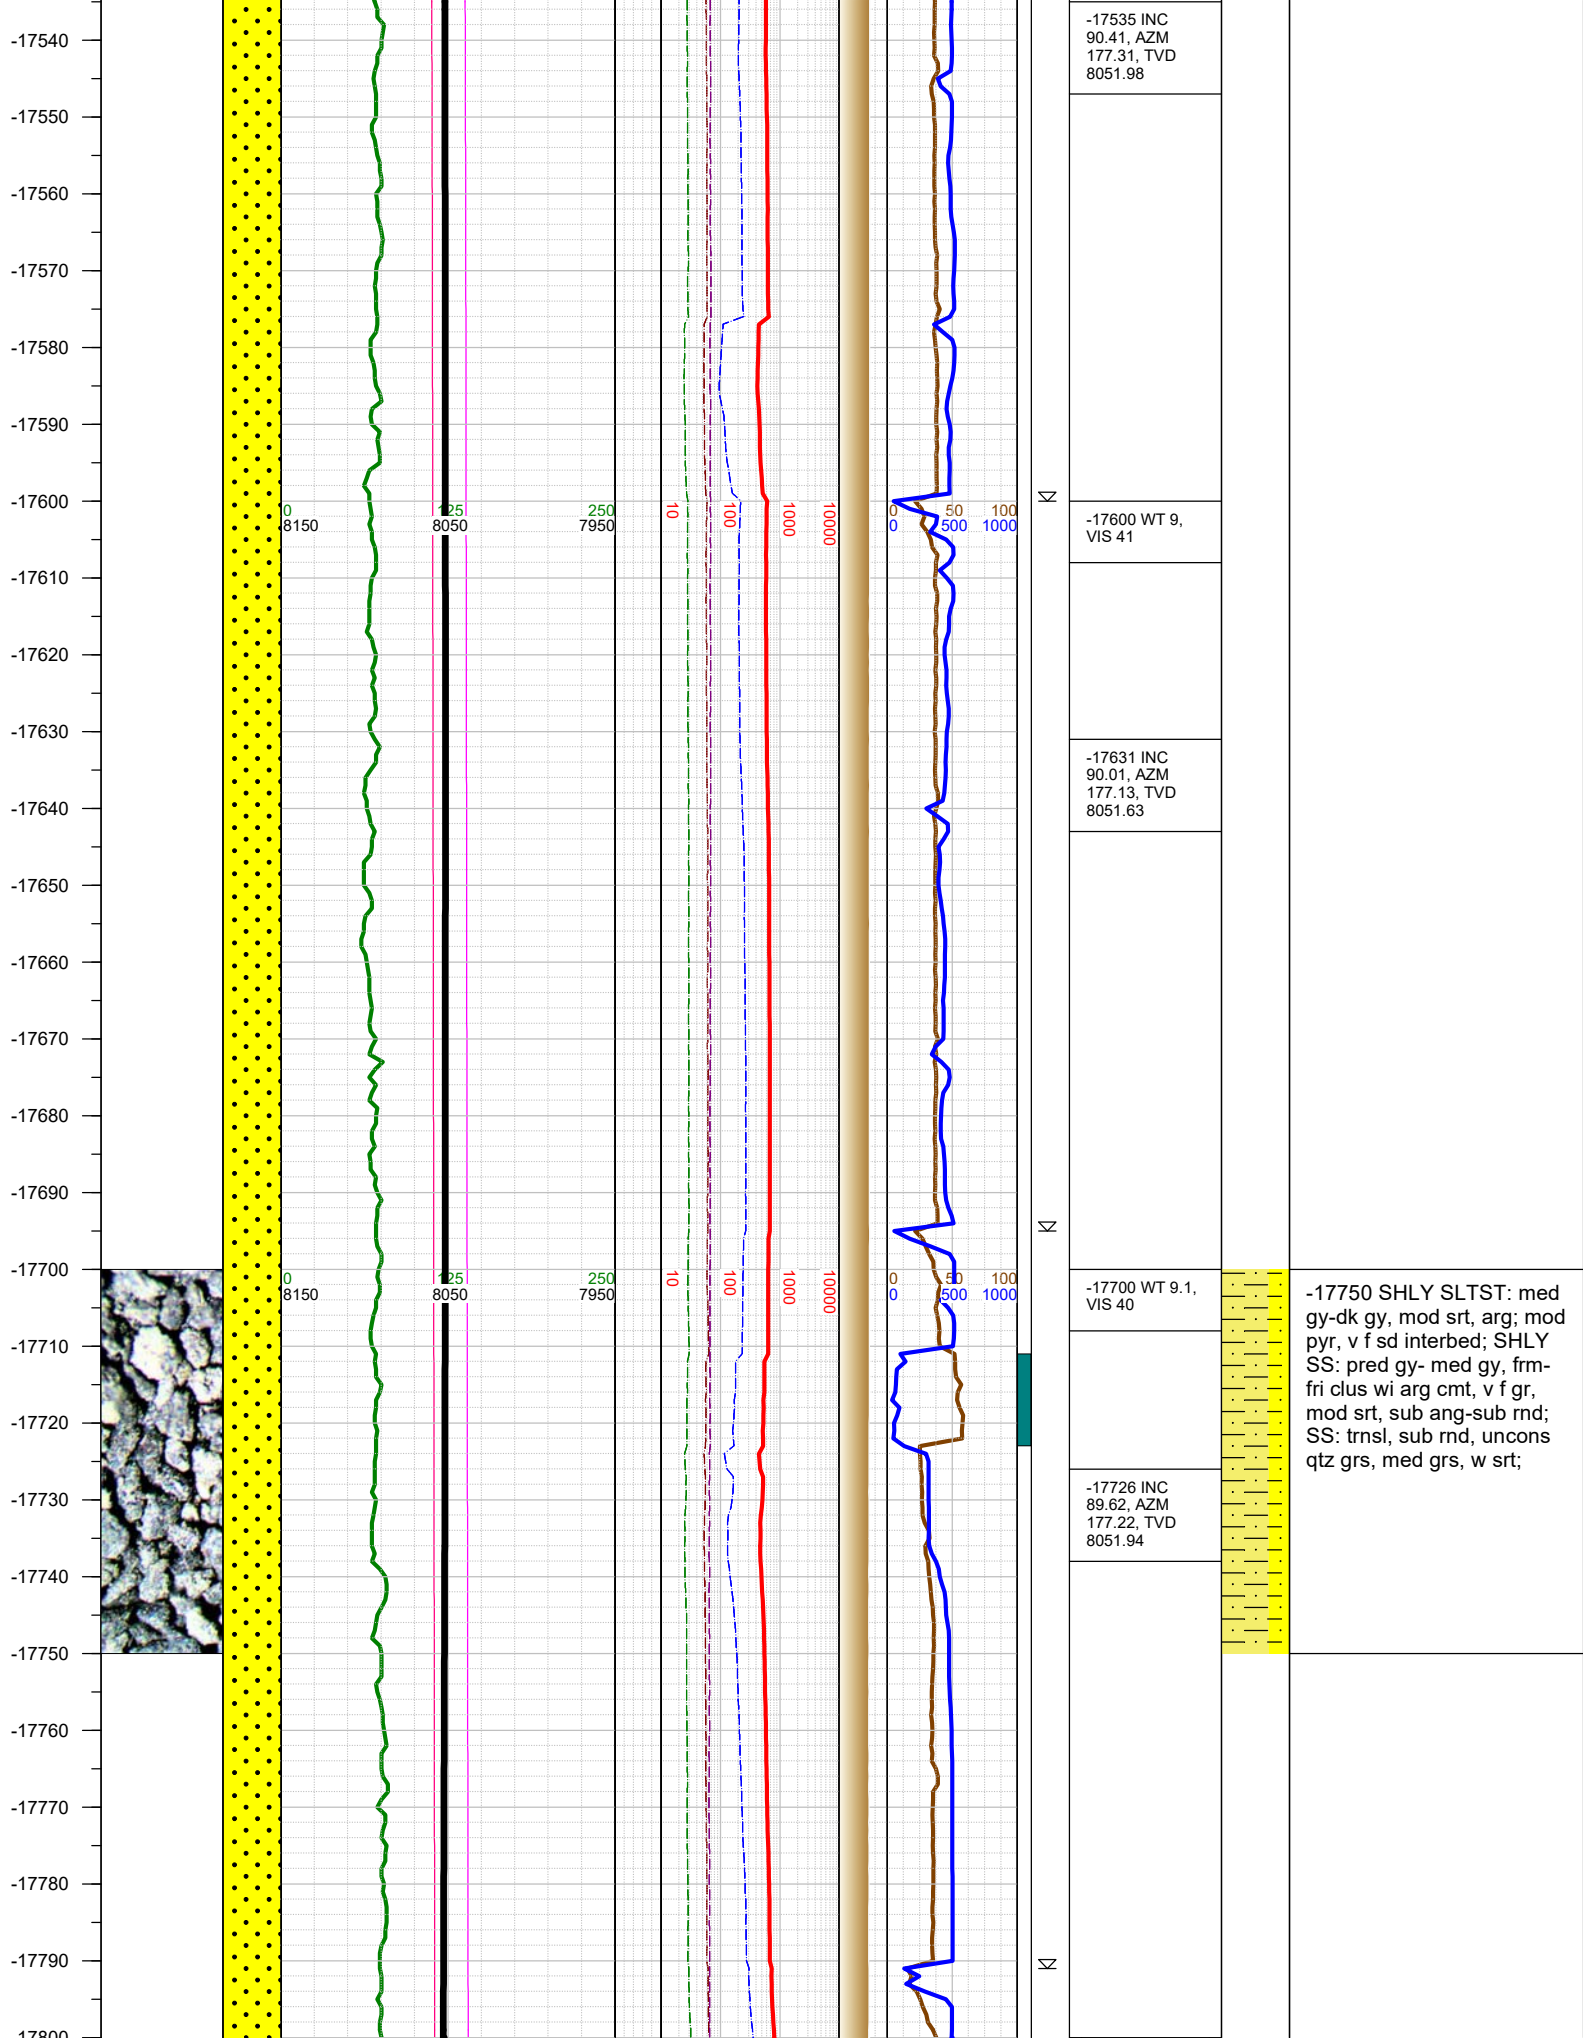 -17540
-17550
-17560
-17570
-17580
-17590
-17600
-17610
-17620
-17630
-17640
-17650
-17660
-17670
-17680
-17690
-17700
-17710
-17720
-17730
-17740
-17750
-17760
-17770
-17780
-17790
-17800
0 125 250
8150 8050 7950
10 100 1000 10000
0 50 100
0 500 1000
0 125 250
8150 8050 7950
10 100 1000 10000
0 50 100
0 500 1000
-17535 INC
90.41, AZM
177.31, TVD
8051.98
-17600 WT 9,
VIS 41
-17631 INC
90.01, AZM
177.13, TVD
8051.63
-17700 WT 9.1,
VIS 40
-17726 INC
89.62, AZM
177.22, TVD
8051.94
-17750 SHLY SLTST: med
gy-dk gy, mod srt, arg; mod
pyr, v f sd interbed; SHLY
SS: pred gy- med gy, frm-
fri clus wi arg cmt, v f gr,
mod srt, sub ang-sub rnd;
SS: trnsl, sub rnd, uncons
qtz grs, med grs, w srt;